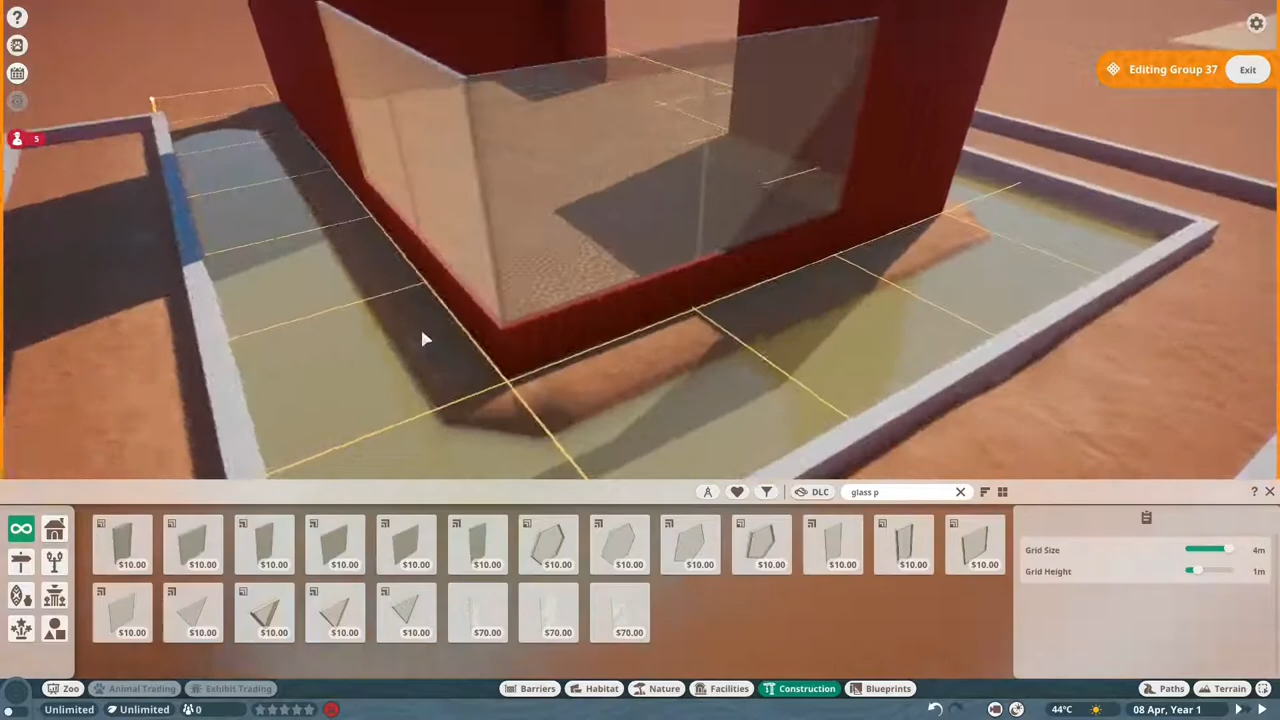 ?
Editing Group 37
Exit
5
DLC
glass p
? ×
$10.00 $10.00 $10.00 $10.00 $10.00 $10.00 $10.00 $10.00 $10.00 $10.00 $10.00 $10.00 $10.00
$10.00 $10.00 $10.00 $10.00 $10.00 $70.00 $70.00 $70.00
Grid Size 4m
Grid Height 1m
Zoo Animal Trading Exhibit Trading Barriers Habitat Nature Facilities Construction Blueprints Paths Terrain
Unlimited Unlimited 0 44°C 08 Apr, Year 1